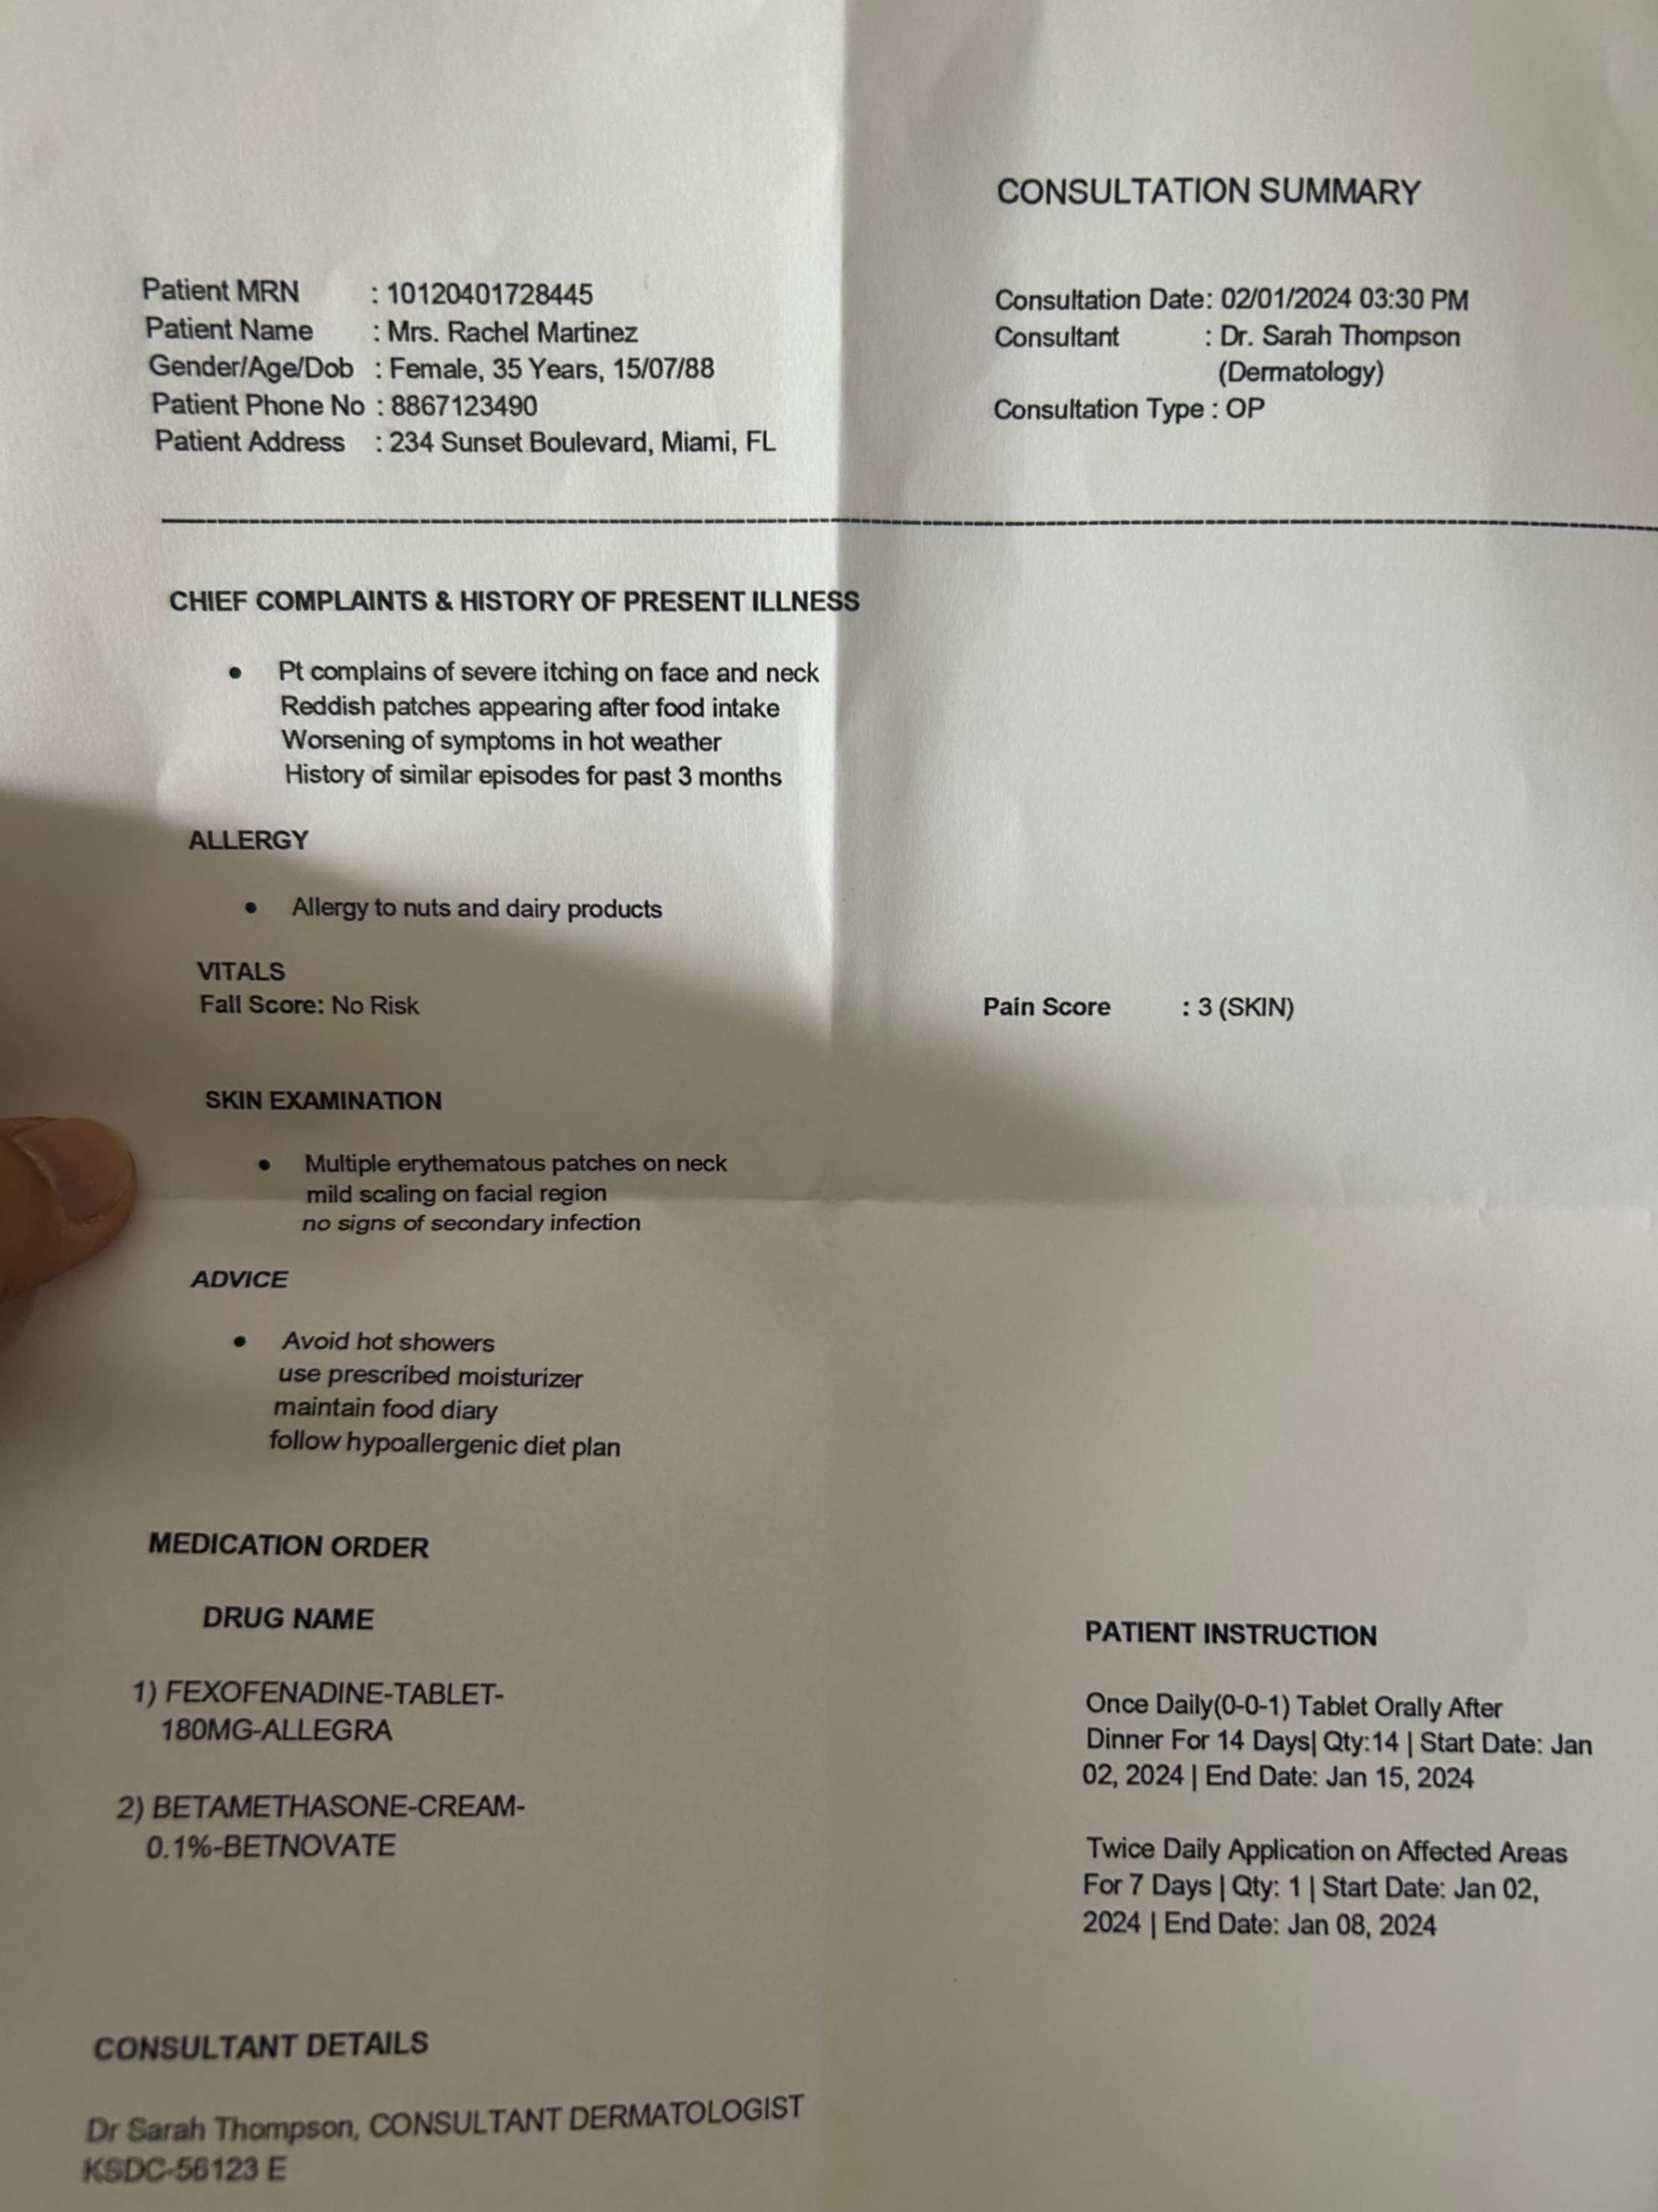 CONSULTATION SUMMARY
Patient MRN : 10120401728445
Patient Name : Mrs. Rachel Martinez
Gender/Age/Dob : Female, 35 Years, 15/07/88
Patient Phone No : 8867123490
Patient Address : 234 Sunset Boulevard, Miami, FL
Consultation Date: 02/01/2024 03:30 PM
Consultant : Dr. Sarah Thompson
(Dermatology)
Consultation Type : OP
CHIEF COMPLAINTS & HISTORY OF PRESENT ILLNESS
• Pt complains of severe itching on face and neck
Reddish patches appearing after food intake
Worsening of symptoms in hot weather
History of similar episodes for past 3 months
ALLERGY
• Allergy to nuts and dairy products
VITALS
Fall Score: No Risk
Pain Score : 3 (SKIN)
SKIN EXAMINATION
• Multiple erythematous patches on neck
mild scaling on facial region
no signs of secondary infection
ADVICE
• Avoid hot showers
use prescribed moisturizer
maintain food diary
follow hypoallergenic diet plan
MEDICATION ORDER
DRUG NAME
PATIENT INSTRUCTION
1) FEXOFENADINE-TABLET-
180MG-ALLEGRA
Once Daily(0-0-1) Tablet Orally After
Dinner For 14 Days| Qty:14 | Start Date: Jan
02, 2024 | End Date: Jan 15, 2024
2) BETAMETHASONE-CREAM-
0.1%-BETNOVATE
Twice Daily Application on Affected Areas
For 7 Days | Qty: 1 | Start Date: Jan 02,
2024 | End Date: Jan 08, 2024
CONSULTANT DETAILS
Dr Sarah Thompson, CONSULTANT DERMATOLOGIST
KSDC-56123 E